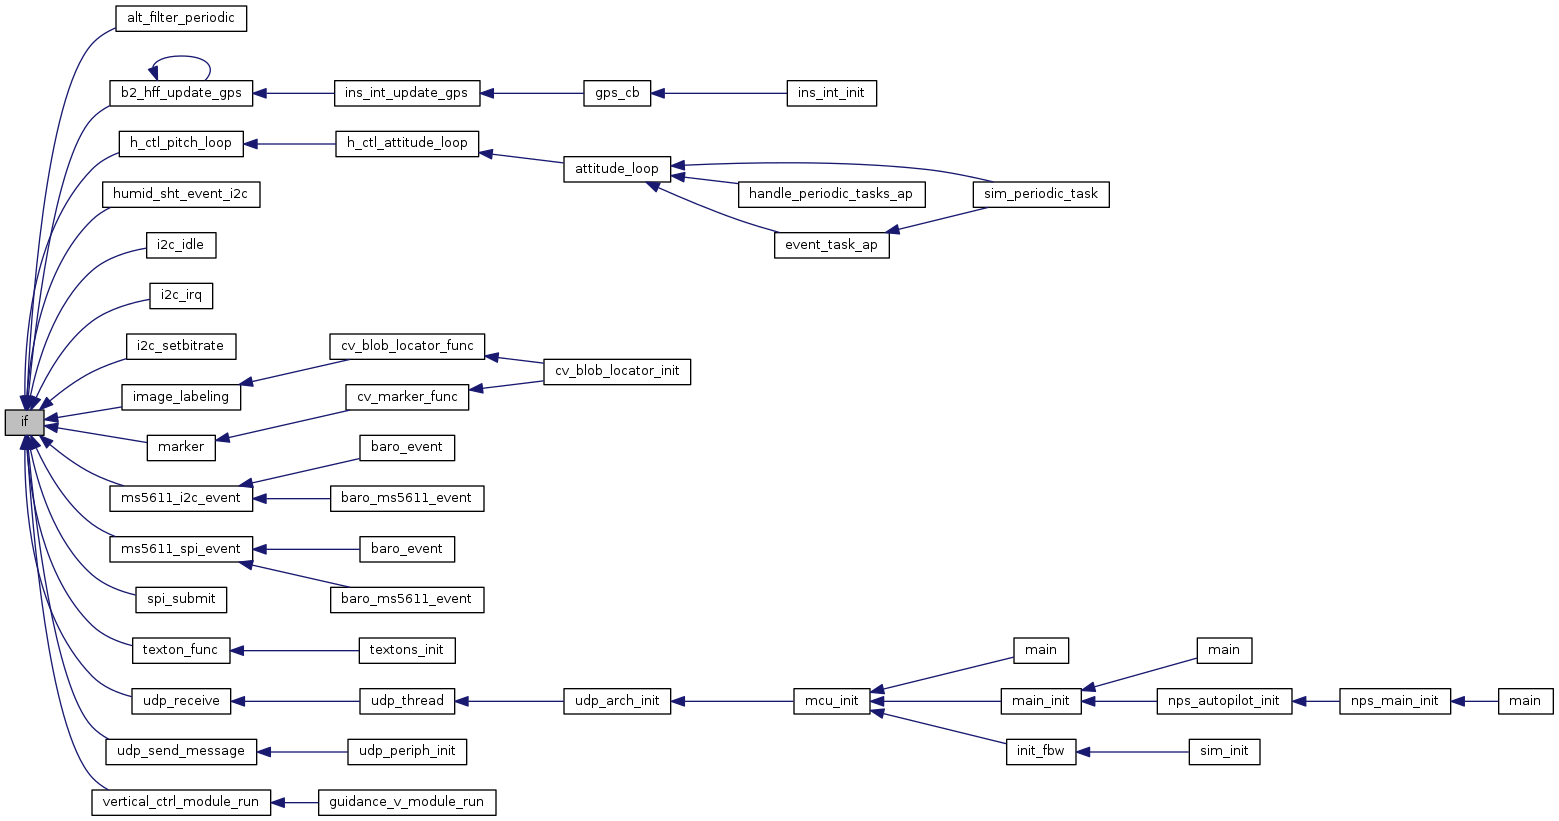 alt_filter_periodic
b2_hff_update_gps
ins_int_update_gps
gps_cb
ins_int_init
h_ctl_pitch_loop
h_ctl_attitude_loop
attitude_loop
handle_periodic_tasks_ap
sim_periodic_task
humid_sht_event_i2c
i2c_idle
event_task_ap
i2c_irq
i2c_setbitrate
cv_blob_locator_func
cv_blob_locator_init
image_labeling
cv_marker_func
if
marker
baro_event
ms5611_i2c_event
baro_ms5611_event
ms5611_spi_event
baro_event
spi_submit
baro_ms5611_event
texton_func
textons_init
main
main
udp_receive
udp_thread
udp_arch_init
mcu_init
main_init
nps_autopilot_init
nps_main_init
main
udp_send_message
udp_periph_init
init_fbw
sim_init
vertical_ctrl_module_run
guidance_v_module_run